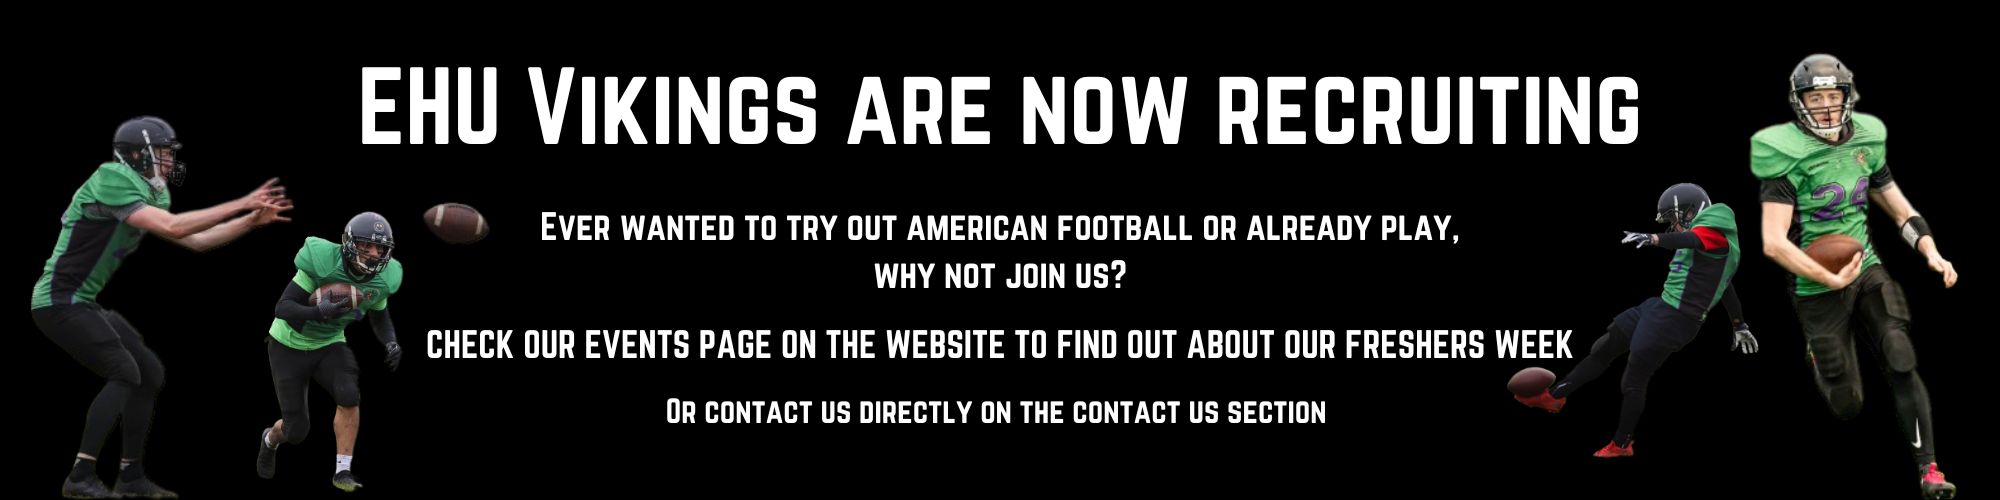 EHU Vikings are now recruiting
Ever wanted to try out american football or already play,
why not join us?
CHECK OUR EVENTS PAGE ON THE WEBSITE TO FIND OUT ABOUT OUR FRESHERS WEEK
Or contact us directly on the contact us section
24